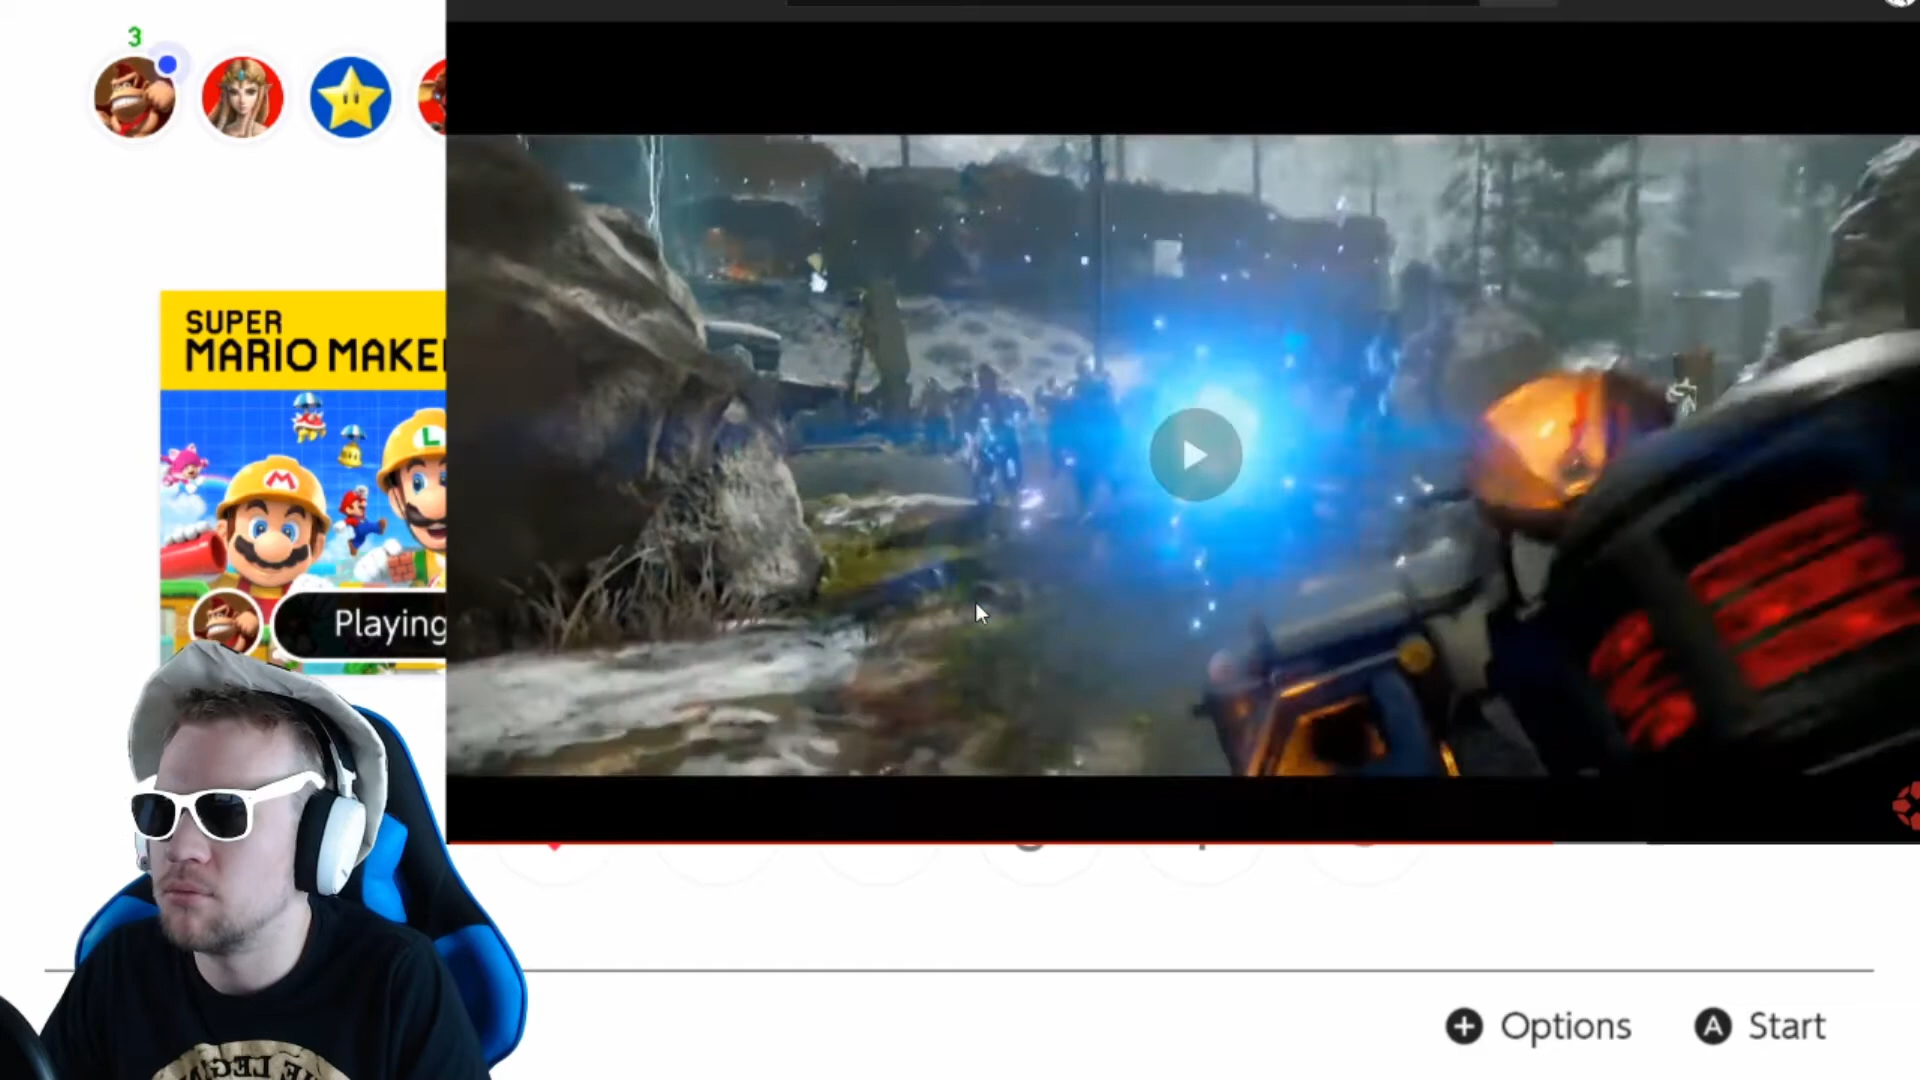 3
SUPER
MARIO MAKE
Playing
M
L
+ Options
A Start